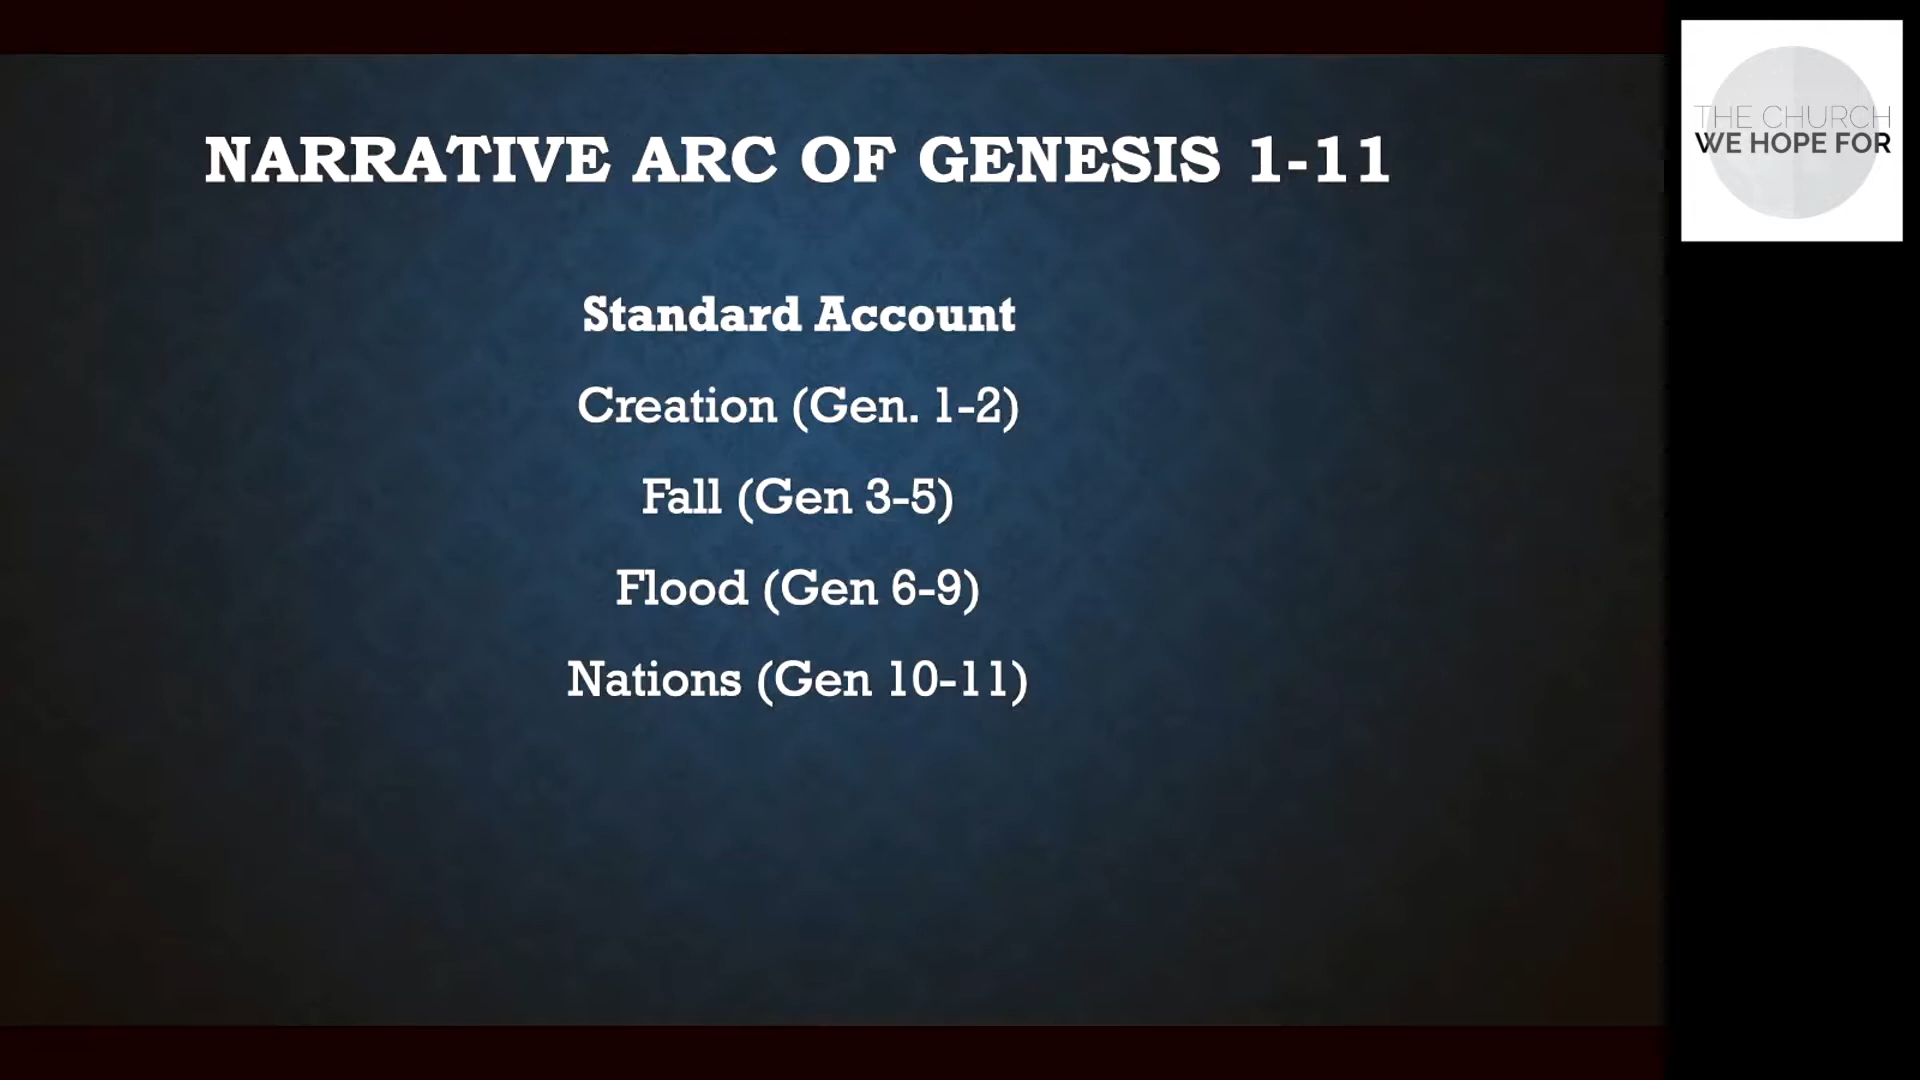 NARRATIVE ARC OF GENESIS 1-11
Standard Account
Creation (Gen. 1-2)
Fall (Gen 3-5)
Flood (Gen 6-9)
Nations (Gen 10-11)
THE CHURCH
WE HOPE FOR